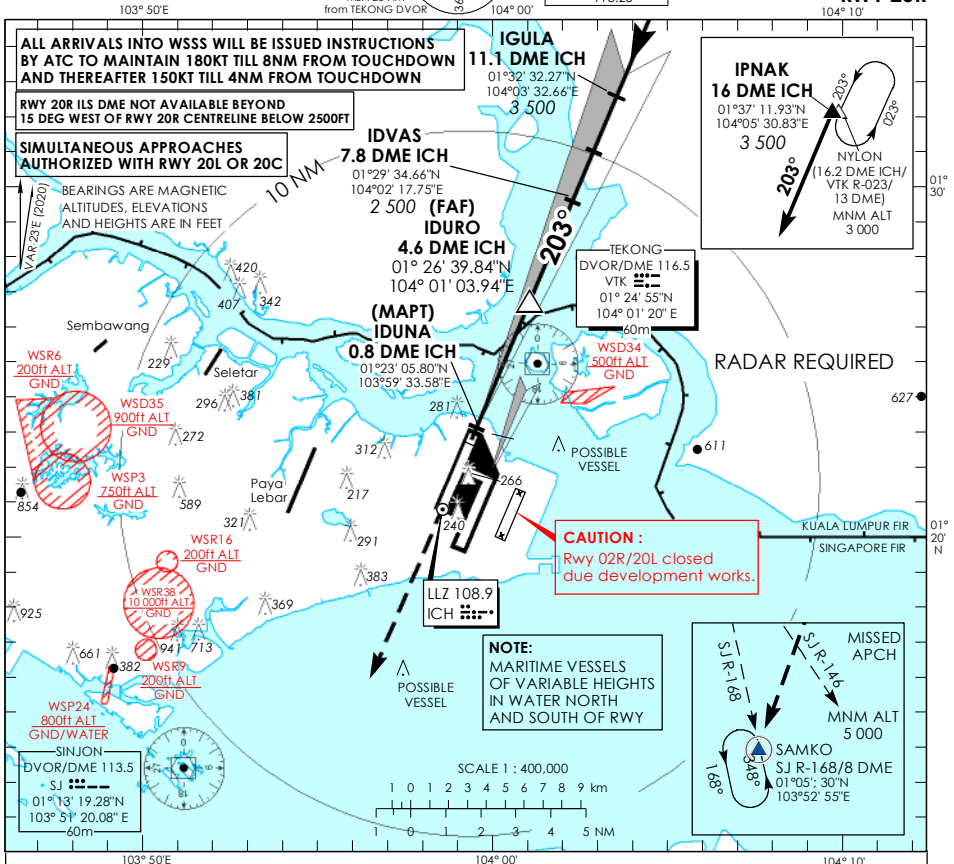 103° 50'E
from TEKONG DVOR
104° 00'
104° 10'
ALL ARRIVALS INTO WSSS WILL BE ISSUED INSTRUCTIONS
BY ATC TO MAINTAIN 180KT TILL 8NM FROM TOUCHDOWN
AND THEREAFTER 150KT TILL 4NM FROM TOUCHDOWN
RWY 20R ILS DME NOT AVAILABLE BEYOND
15 DEG WEST OF RWY 20R CENTRELINE BELOW 2500FT
SIMULTANEOUS APPROACHES
AUTHORIZED WITH RWY 20L OR 20C
VAR 23'E (2020)
BEARINGS ARE MAGNETIC
ALTITUDES, ELEVATIONS
AND HEIGHTS ARE IN FEET
10 NM
IGULA
11.1 DME ICH
01°32' 32.27"N
104°03' 32.66"E
3 500
IDVAS
7.8 DME ICH
01°29' 34.66"N
104°02' 17.75"E
2 500
(FAF)
IDURO
4.6 DME ICH
01° 26' 39.84"N
104° 01' 03.94"E
(MAPT)
IDUNA
0.8 DME ICH
01°23' 05.80"N
103°59' 33.58"E
203°
IPNAK
16 DME ICH
01°37' 11.93"N
104°05' 30.83"E
3 500
203°
023°
203°
NYLON
(16.2 DME ICH/
VTK R-023/
13 DME)
MNM ALT
3 000
01°
30'
TEKONG
DVOR/DME 116.5
VTK
01° 24' 55"N
104° 01' 20" E
60m
WSD34
500ft ALT
GND
RADAR REQUIRED
627
611
420
407
342
Sembawang
229
Seletar
296
381
281
WSR6
200ft ALT
GND
WSD35
900ft ALT
GND
272
312
WSP3
750ft ALT
GND
854
589
Paya
Lebar
217
266
POSSIBLE
VESSEL
321
291
240
WSR16
200ft ALT
GND
383
CAUTION :
Rwy 02R/20L closed
due development works.
KUALA LUMPUR FIR
SINGAPORE FIR
01°
20'
N
WSR38
10 000ft ALT
GND
369
925
LLZ 108.9
ICH
941
713
661
382
WSR9
200ft ALT
GND
WSP24
800ft ALT
GND/WATER
POSSIBLE
VESSEL
NOTE:
MARITIME VESSELS
OF VARIABLE HEIGHTS
IN WATER NORTH
AND SOUTH OF RWY
SJ R-168
SJ R-146
MISSED
APCH
MNM ALT
5 000
168°
348°
SAMKO
SJ R-168/8 DME
01°05'; 30"N
103°52' 55"E
SINJON
DVOR/DME 113.5
SJ
01° 13' 19.28"N
103° 51' 20.08" E
60m
SCALE 1 : 400,000
1 0 1 2 3 4 5 6 7 8 9 km
1 0 1 2 3 4 5 NM
103° 50'E
104° 00'
104° 10'